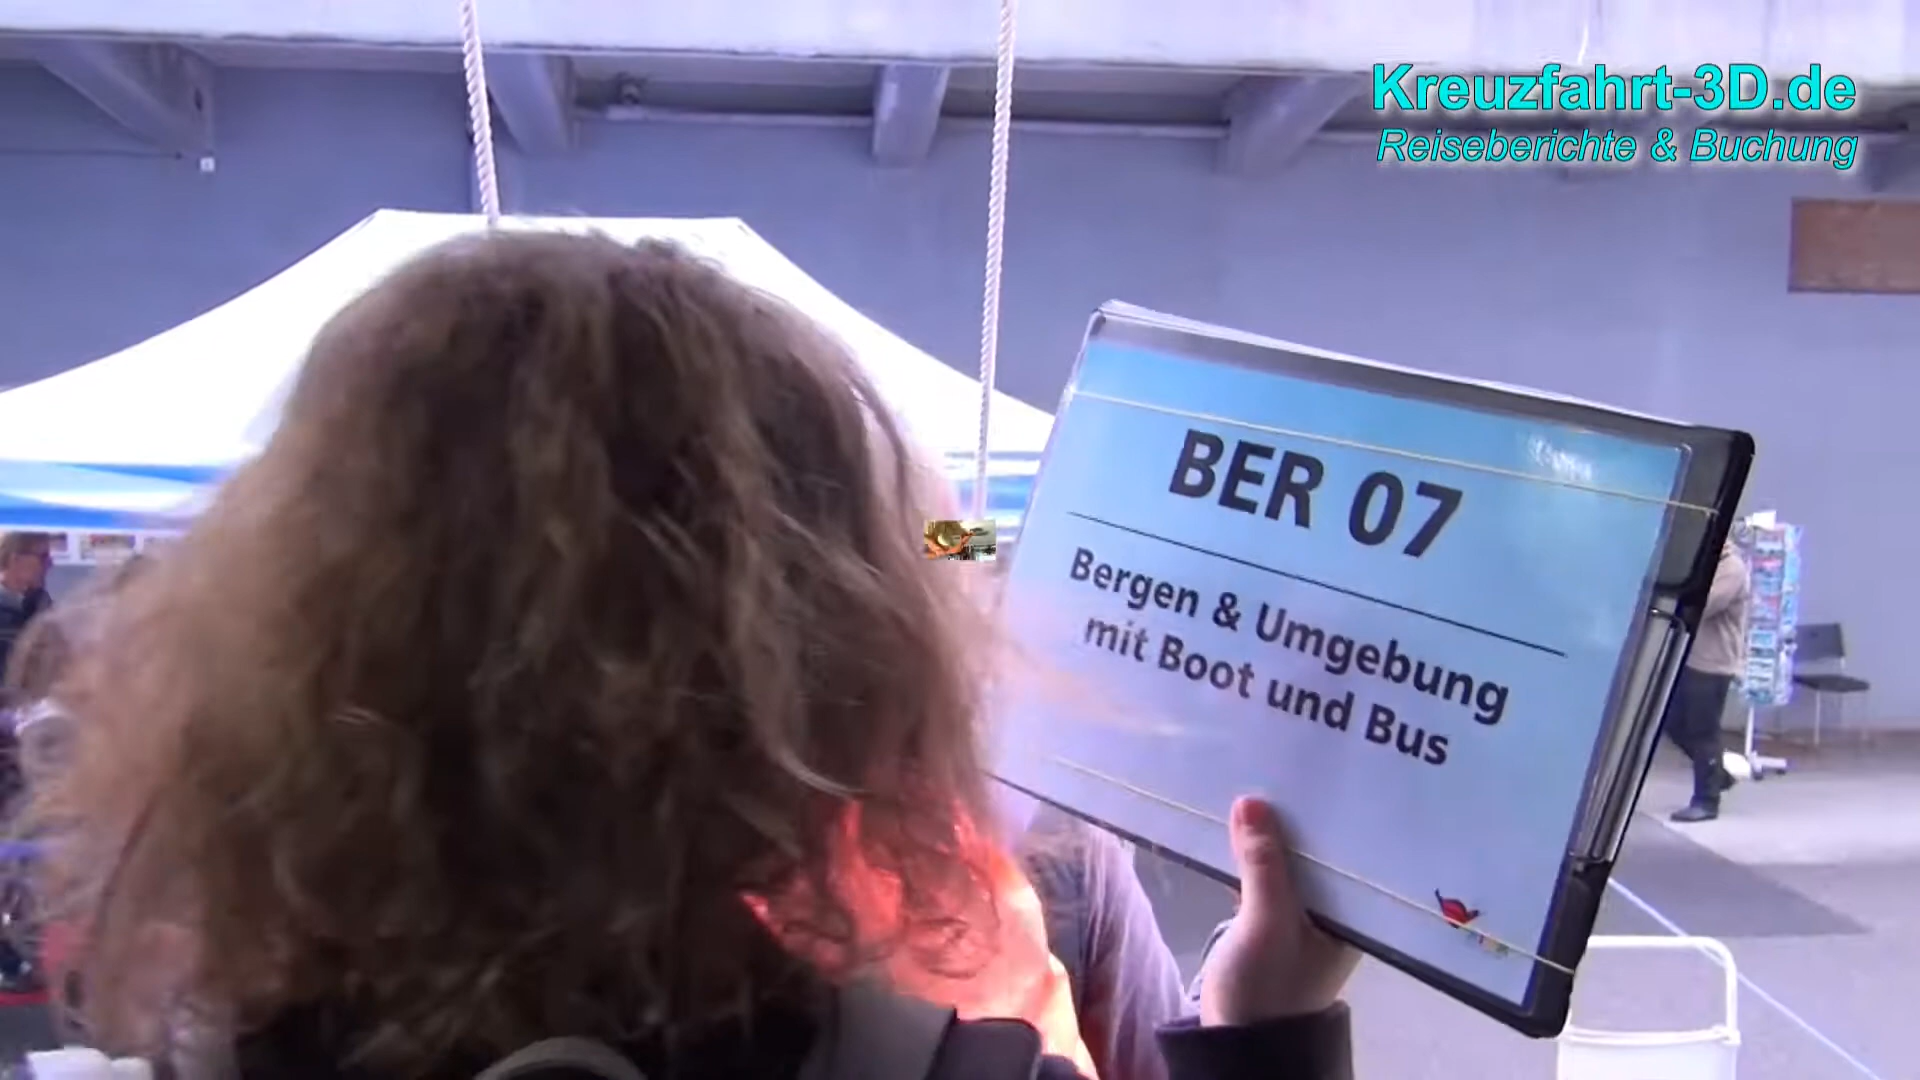 Kreuzfahrt-3D.de
Reiseberichte & Buchung
BER 07
Bergen & Umgebung
mit Boot und Bus